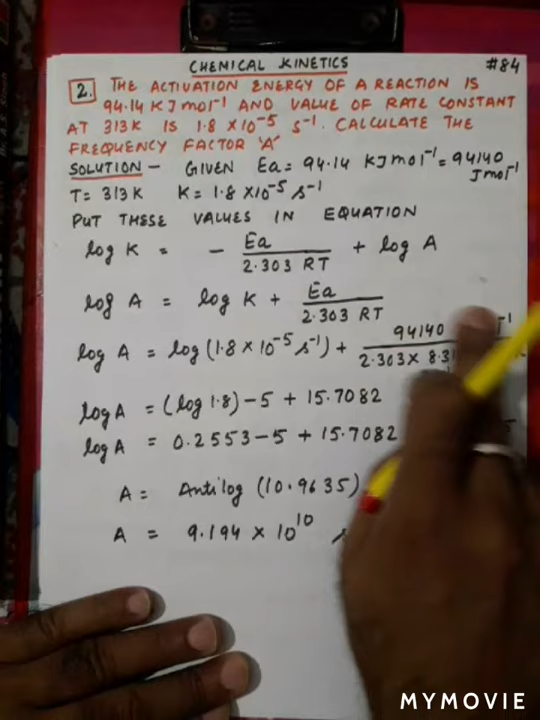 CHEMICAL KINETICS #84
2. THE ACTIVATION ENERGY OF A REACTION IS
94.14 KJ mol⁻¹ AND VALUE OF RATE CONSTANT
AT 313K IS 1.8 × 10⁻⁵ s⁻¹. CALCULATE THE
FREQUENCY FACTOR 'A'
SOLUTION – GIVEN Ea = 94.14 KJ mol⁻¹ = 94140 J mol⁻¹
T = 313K K = 1.8 × 10⁻⁵ s⁻¹
PUT THESE VALUES IN EQUATION
log K = - Ea / 2.303 RT + log A
log A = log K + Ea / 2.303 RT
log A = log (1.8 × 10⁻⁵ s⁻¹) + 94140 / 2.303 × 8.31
log A = (log 1.8) - 5 + 15.7082
log A = 0.2553 - 5 + 15.7082
A = Antilog (10.9635)
A = 9.194 × 10¹⁰
MYMOVIE